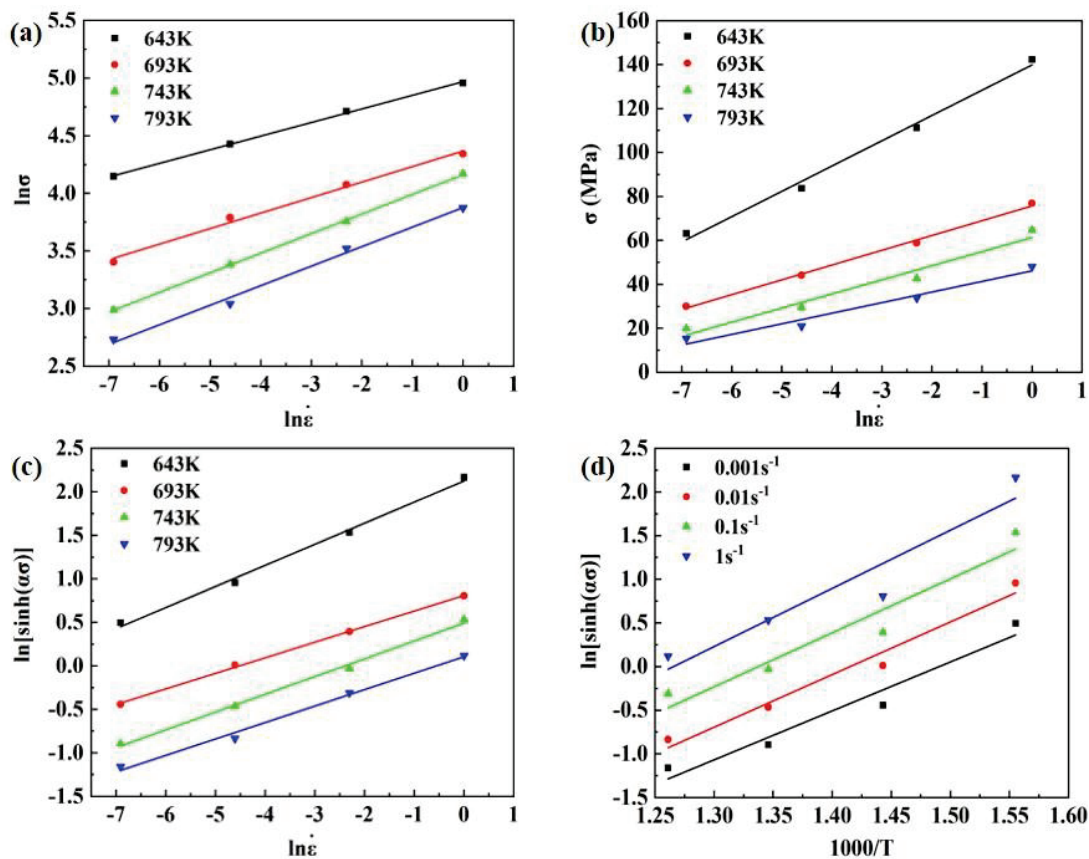 (a)
643K
693K
743K
793K
5.5
5.0
4.5
4.0
3.5
3.0
2.5
lnσ
-7 -6 -5 -4 -3 -2 -1 0 1
lnε̇
(b)
643K
693K
743K
793K
160
140
120
100
80
60
40
20
0
σ (MPa)
-7 -6 -5 -4 -3 -2 -1 0 1
lnε̇
(c)
643K
693K
743K
793K
2.5
2.0
1.5
1.0
0.5
0.0
-0.5
-1.0
-1.5
ln[sinh(ασ)]
-7 -6 -5 -4 -3 -2 -1 0 1
lnε̇
(d)
0.001s⁻¹
0.01s⁻¹
0.1s⁻¹
1s⁻¹
2.5
2.0
1.5
1.0
0.5
0.0
-0.5
-1.0
-1.5
ln[sinh(ασ)]
1.25 1.30 1.35 1.40 1.45 1.50 1.55 1.60
1000/T